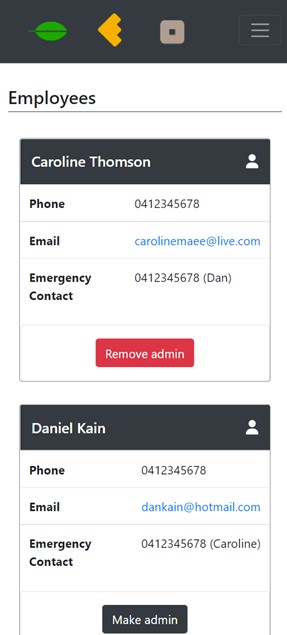 Employees
Caroline Thomson
Phone 0412345678
Email carolinemaee@live.com
Emergency 0412345678 (Dan)
Contact
Remove admin
Daniel Kain
Phone 0412345678
Email dankain@hotmail.com
Emergency 0412345678 (Caroline)
Contact
Make admin